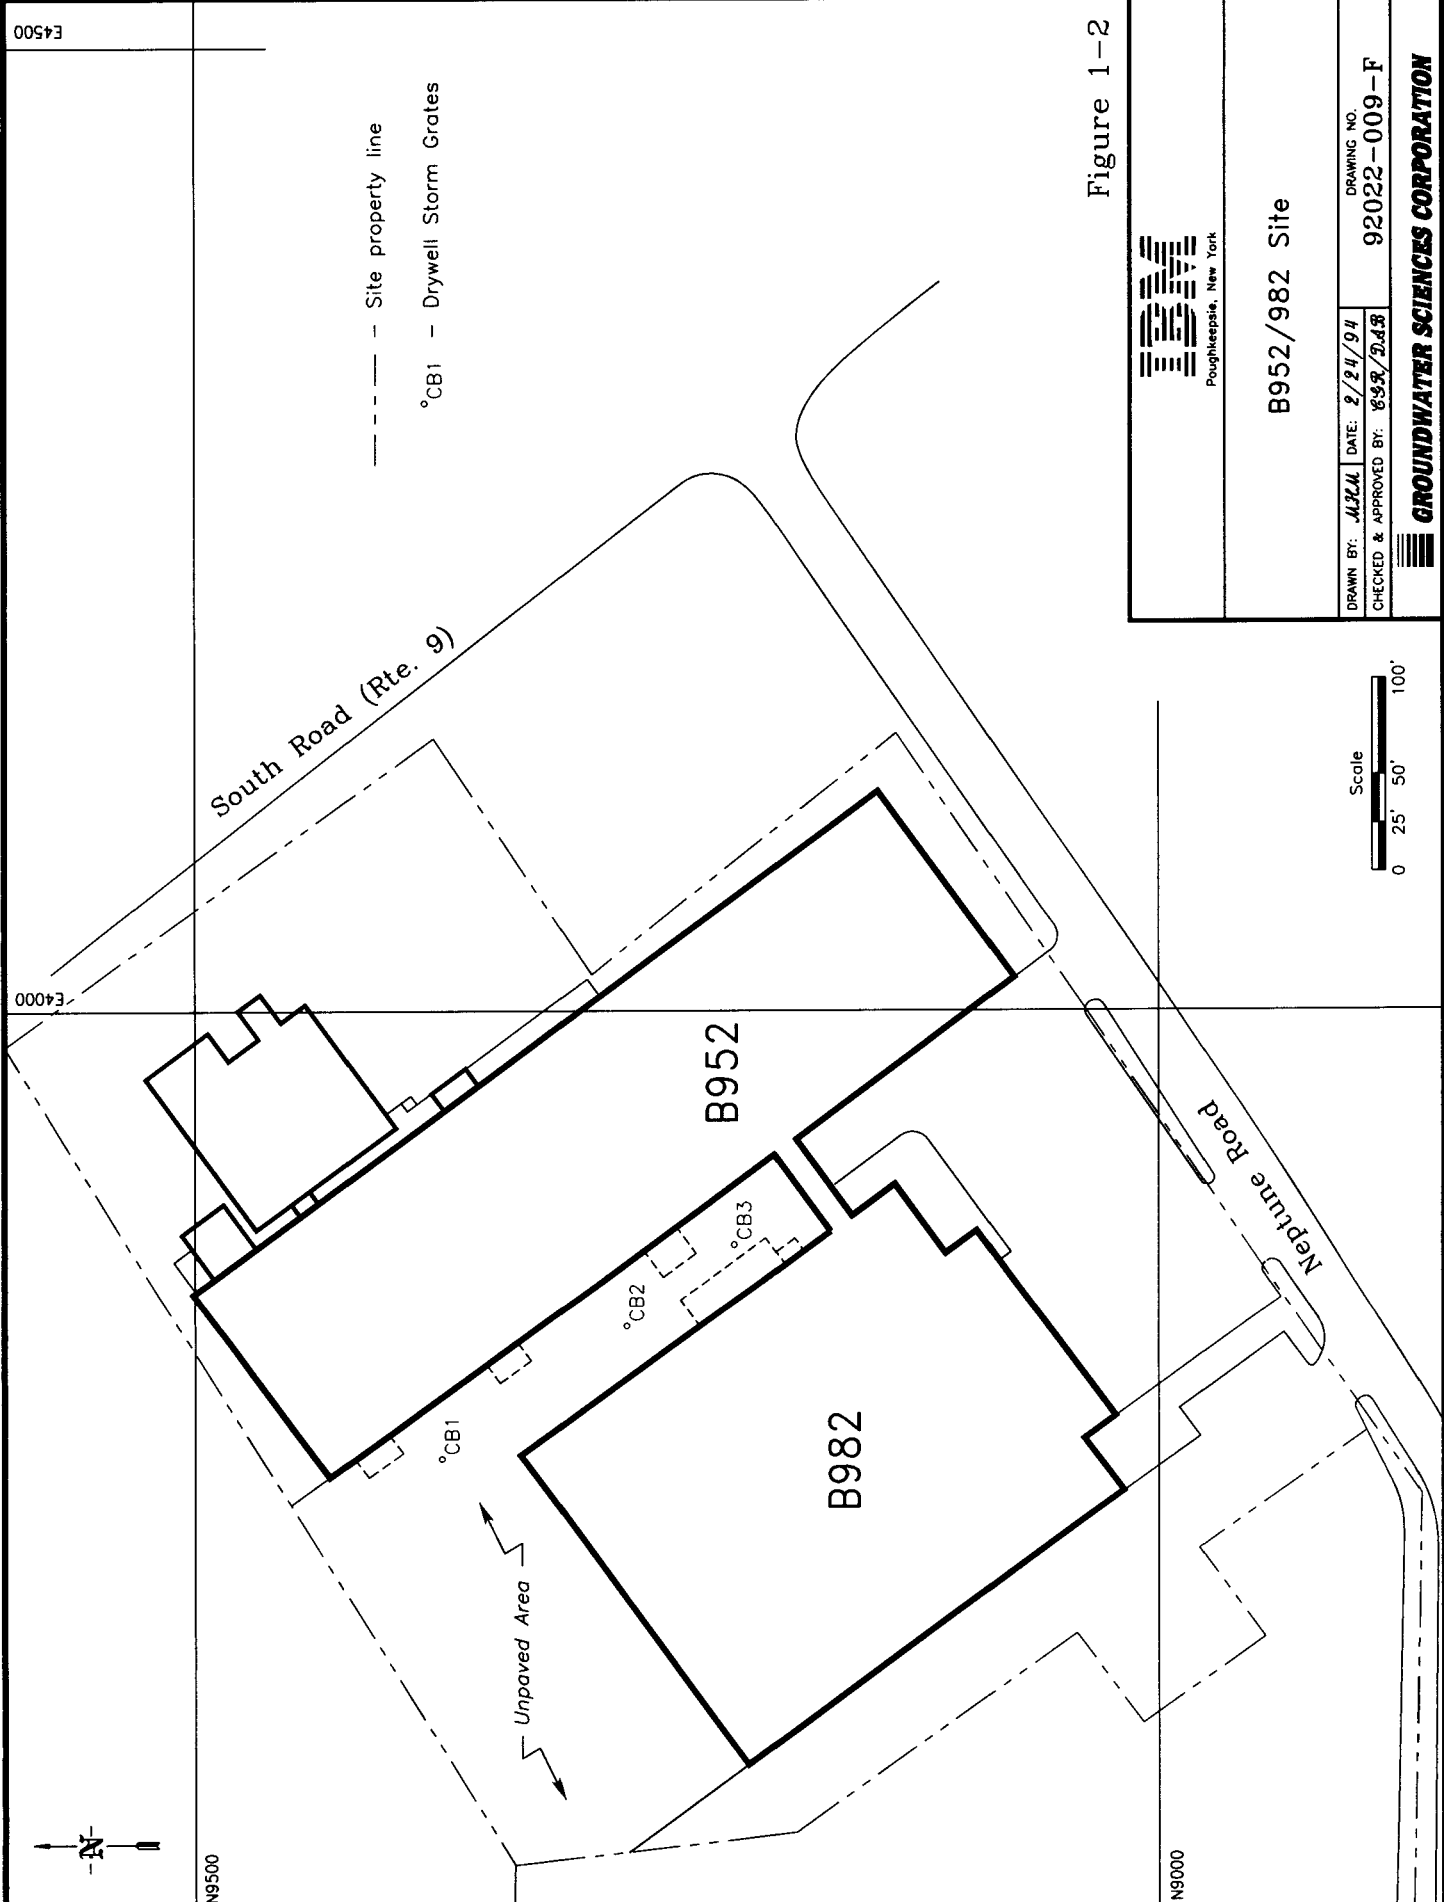 E4500
— Site property line
°CB1 – Drywell Storm Grates
South Road (Rte. 9)
E4000
B952
°CB3
°CB2
°CB1
B982
Unpaved Area
Neptune Road
N
N9500
N9000
Scale
0 25' 50' 100'
Figure 1–2
IBM
Poughkeepsie, New York
B952/982 Site
DRAWN BY: MHM
DATE: 2/24/94
DRAWING NO.
92022–009–F
CHECKED & APPROVED BY:
GROUNDWATER SCIENCES CORPORATION